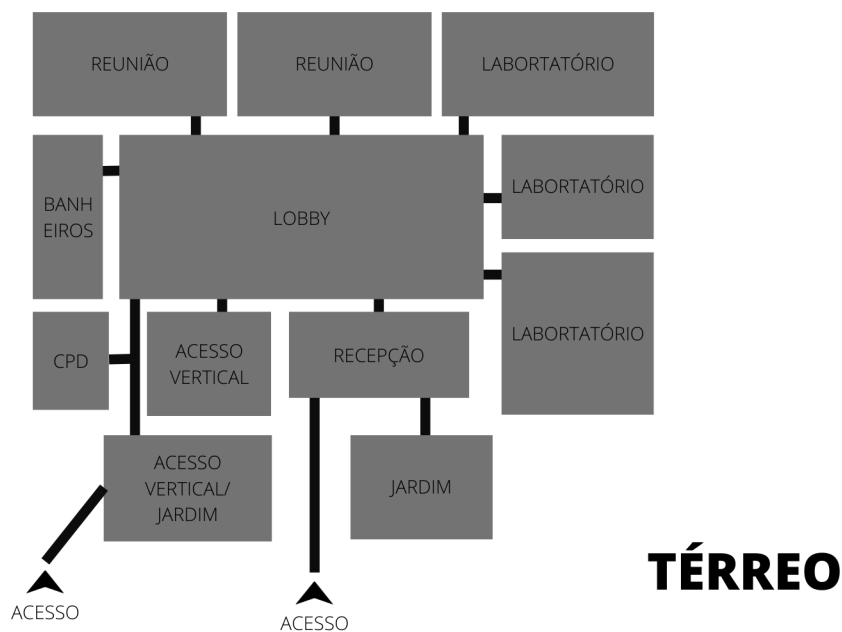 REUNIÃO
REUNIÃO
LABORTATÓRIO
BANH
EIROS
LOBBY
LABORTATÓRIO
LABORTATÓRIO
CPD
ACESSO
VERTICAL
RECEPÇÃO
ACESSO
VERTICAL/
JARDIM
JARDIM
ACESSO
ACESSO
TÉRREO